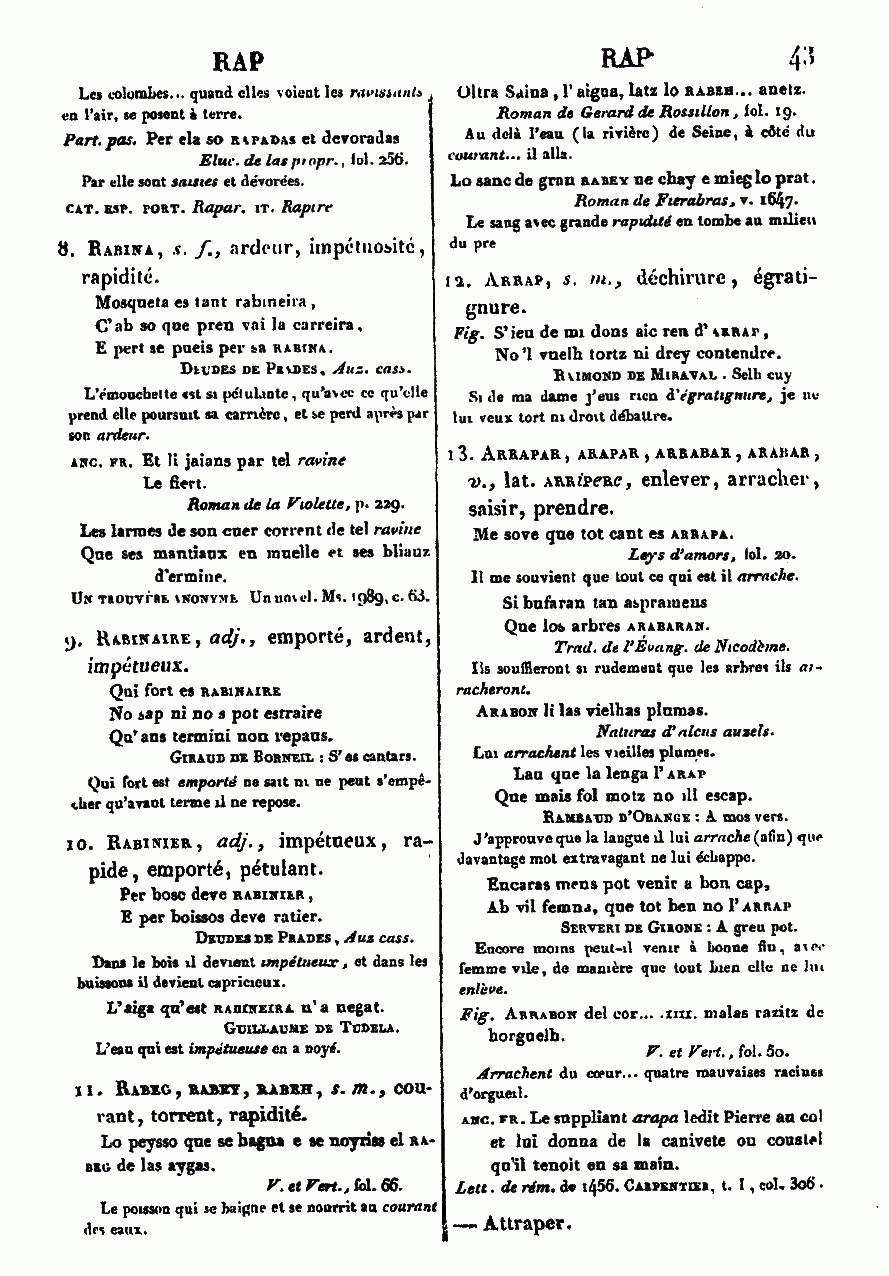 RAP
RAP
43
Les colombes... quand elles voient les ravissants
en l'air, se posent à terre.
Part. pas. Per ela so RAPADAS et devoradas
Eluc. de las propr., fol. 256.
Par elle sont saisies et dévorées.
CAT. ESP. PORT. Rapar. IT. Rapire
8. RABINA, s. f., ardeur, impétuosité,
rapidité.
Mosqueta es tant rabineira,
C'ab so que pren vai la carreira,
E pert se pueis per sa RABINA.
DEUDES DE PRADES, Auz. cass.
L'émouchette est si pétulante, qu'avec ce qu'elle
prend elle poursuit sa carrière, et se perd après par
son ardeur.
ANC. FR. Et li jaians par tel ravine
Le fiert.
Roman de la Violette, p. 229.
Les larmes de son cuer corrent de tel ravine
Que ses mantiaux en muelle et ses bliauz
d'ermine.
UN TROUVÈRE ANONYME Un novel. Ms. 1989, c. 63.
9. RABINAIRE, adj., emporté, ardent,
impétueux.
Qui fort es RABINAIRE
No sap ni no s pot estraire
Qu'ans termini non repaus.
GIRAUD DE BORNEIL : S'es cantars.
Qui fort est emporté ne sait ni ne peut s'empê-
cher qu'avant terme il ne repose.
10. RABINIER, adj., impétueux, ra-
pide, emporté, pétulant.
Per bosc deve RABINIER,
E per boissos deve ratier.
DEUDES DE PRADES, Auz cass.
Dans le bois il devient impétueux, et dans les
buissons il devient capricieux.
L'aiga qu'est RABINEIRA n'a negat.
GUILLAUME DE TUDELA.
L'eau qui est impétueuse en a noyé.
11. RABEG, RABEY, RABEH, s. m., cou-
rant, torrent, rapidité.
Lo peysso que se bagna e se noyriss el RA-
BEG de las aygas.
V. et Vert., fol. 66.
Le poisson qui se baigne et se nourrit au courant
des eaux.
Oltra Saina, l'aigua, latz lo RABEH... anetz.
Roman de Gerard de Rossillon, fol. 19.
Au delà l'eau (la rivière) de Seine, à côté du
courant... il alla.
Lo sanc de gran RABEY ne chay e mieg lo prat.
Roman de Fierabras, v. 1647.
Le sang avec grande rapidité en tombe au milieu
du pre
12. ARRAP, s. m., déchirure, égrati-
gnure.
Fig. S'ieu de mi dons aic ren d'ARRAP,
No'l vuelh tortz ni drey contendre.
RAIMOND DE MIRAVAL. Selh cuy
Si de ma dame j'eus rien d'égratignure, je ne
lui veux tort ni droit débattre.
13. ARRAPAR, ARAPAR, ARRABAR, ARABAR,
v., lat. ARRIPERE, enlever, arracher,
saisir, prendre.
Me sove que tot cant es ARRAPA.
Leys d'amors, fol. 20.
Il me souvient que tout ce qui est il arrache.
Si bufaran tan asprameus
Que los arbres ARABARAN.
Trad. de l'Évang. de Nicodème.
Ils souffleront si rudement que les arbres ils ar-
racheront.
ARABON li las vielhas plumas.
Naturas d'alcus auzels.
Lui arrachent les vieilles plumes.
Lau que la lenga l'ARAP
Que mais fol motz no ill escap.
RAMBAUD D'ORANGE : A mos vers.
J'approuve que la langue il lui arrache (afin) que
davantage mot extravagant ne lui échappe.
Encaras mens pot venir a bon cap,
Ab vil femna, que tot ben no l'ARRAP
SERVERI DE GIRONE : A greu pot.
Encore moins peut-il venir à bonne fin, avec
femme vile, de manière que tout bien elle ne lui
enlève.
Fig. ARRABON del cor... .IIII. malas razitz de
horguelh.
V. et Vert., fol. 50.
Arrachent du cœur... quatre mauvaises racines
d'orgueil.
ANC. FR. Le suppliant arapa ledit Pierre au col
et lui donna de la canivete ou coustel
qu'il tenoit en sa main.
Lett. de rém. de 1456. CARPENTIER, t. I, col. 306.
— Attraper.